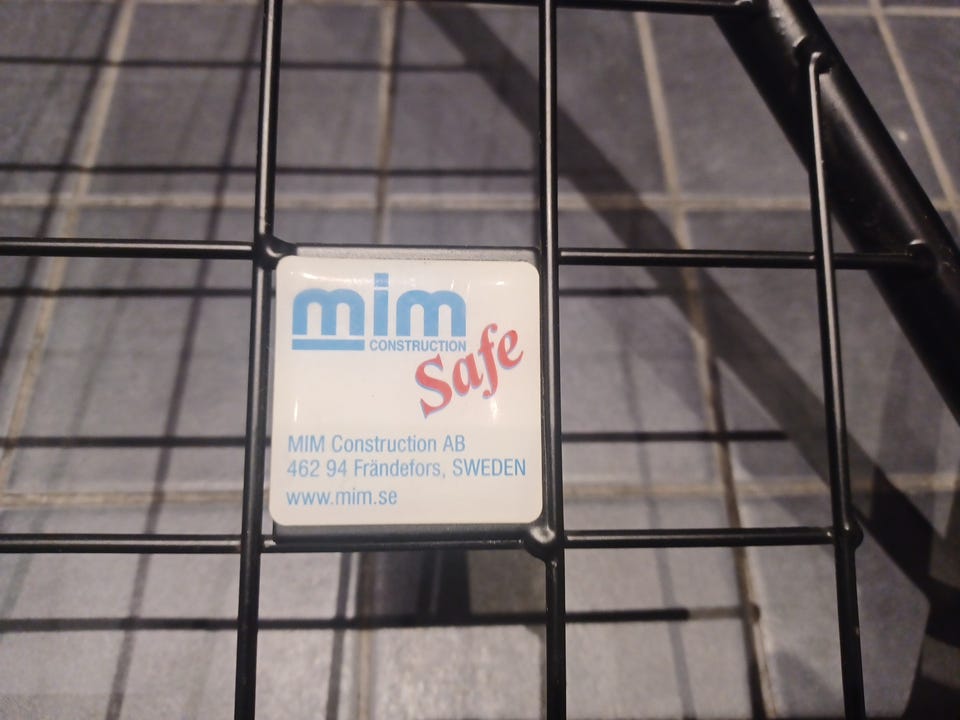 mim
CONSTRUCTION
Safe
MIM Construction AB
462 94 Frändefors, SWEDEN
www.mim.se